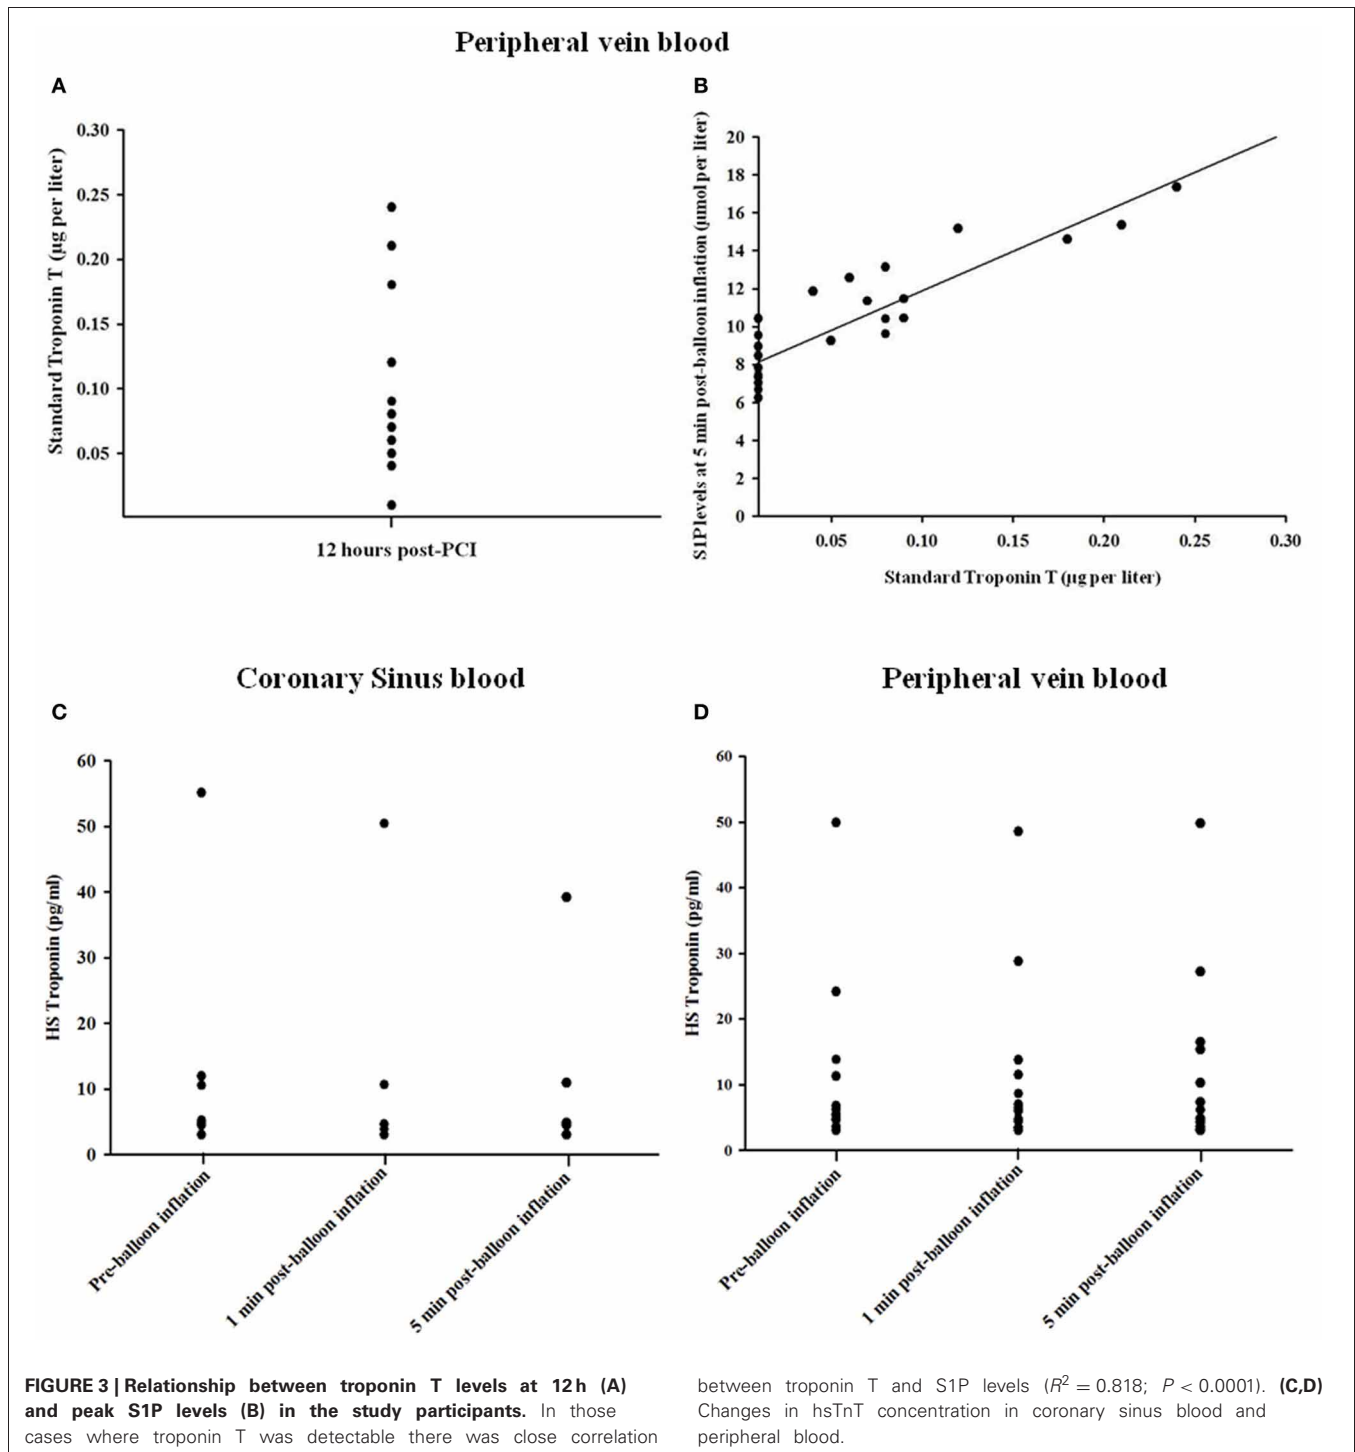 Peripheral vein blood
A
B
Standard Troponin T (µg per liter)
0.30
0.25
0.20
0.15
0.10
0.05
12 hours post-PCI
S1P levels at 5 min post-balloon inflation (µmol per liter)
20
18
16
14
12
10
8
6
4
2
0
0.05 0.10 0.15 0.20 0.25 0.30
Standard Troponin T (µg per liter)
Coronary Sinus blood
C
HS Troponin (pg/ml)
60
50
40
30
20
10
0
Pre-balloon inflation
1 min post-balloon inflation
5 min post-balloon inflation
Peripheral vein blood
D
HS Troponin (pg/ml)
60
50
40
30
20
10
0
Pre-balloon inflation
1 min post-balloon inflation
5 min post-balloon inflation
FIGURE 3 | Relationship between troponin T levels at 12 h (A)
and peak S1P levels (B) in the study participants. In those
cases where troponin T was detectable there was close correlation
between troponin T and S1P levels (R² = 0.818; P < 0.0001). (C,D)
Changes in hsTnT concentration in coronary sinus blood and
peripheral blood.